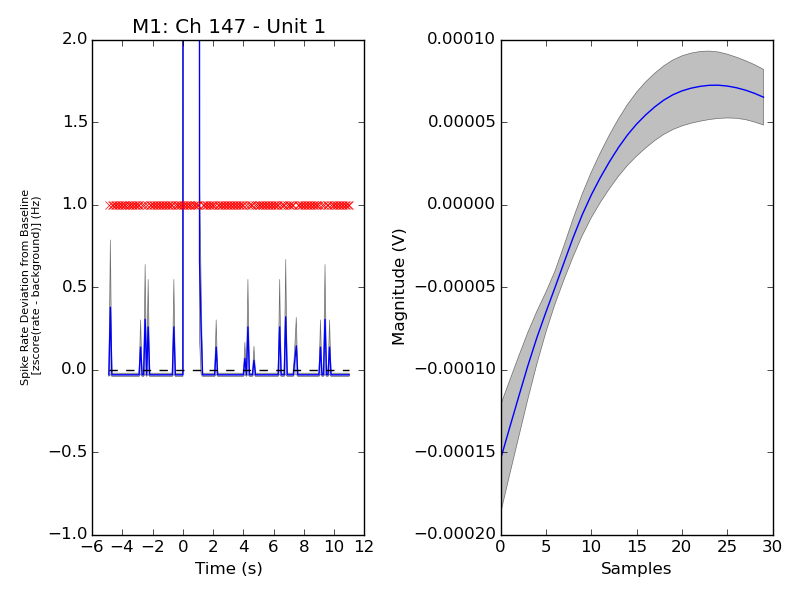 M1: Ch 147 - Unit 1
2.0
1.5
1.0
0.5
0.0
−0.5
−1.0
−6 −4 −2 0 2 4 6 8 10 12
Time (s)
Spike Rate Deviation from Baseline
[zscore(rate - background)] (Hz)
0.00010
0.00005
0.00000
−0.00005
−0.00010
−0.00015
−0.00020
0 5 10 15 20 25 30
Samples
Magnitude (V)